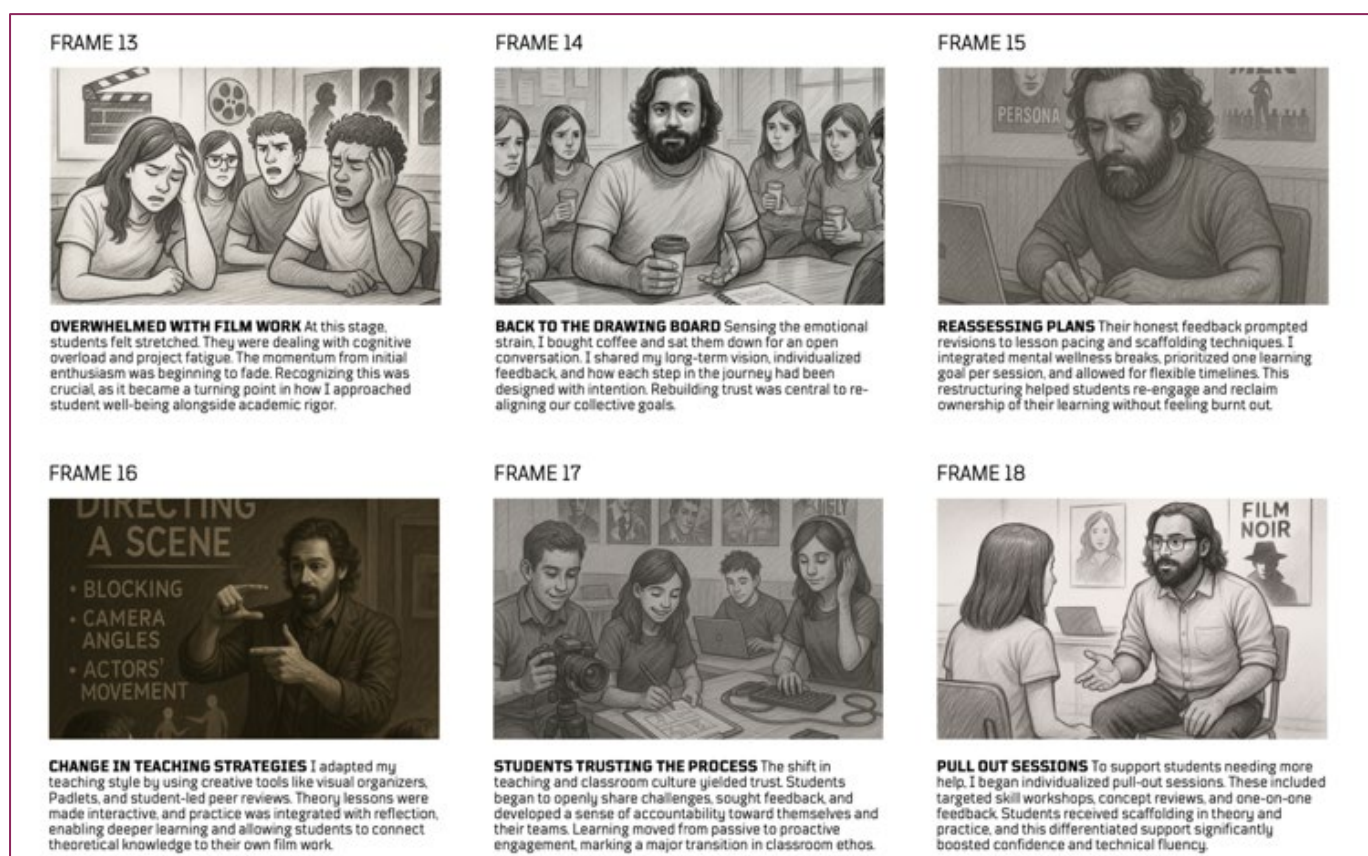 FRAME 13
FRAME 14
FRAME 15
PERSONA
MEN
OVERWHELMED WITH FILM WORK At this stage,
students felt stretched. They were dealing with cognitive
overload and project fatigue. The momentum from initial
enthusiasm was beginning to fade. Recognizing this was
crucial, as it became a turning point in how I approached
student well-being alongside academic rigor.
BACK TO THE DRAWING BOARD Sensing the emotional
strain, I bought coffee and sat them down for an open
conversation. I shared my long-term vision, individualized
feedback, and how each step in the journey had been
designed with intention. Rebuilding trust was central to re-
aligning our collective goals.
REASSESSING PLANS Their honest feedback prompted
revisions to lesson pacing and scaffolding techniques. I
integrated mental wellness breaks, prioritized one learning
goal per session, and allowed for flexible timelines. This
restructuring helped students re-engage and reclaim
ownership of their learning without feeling burnt out.
FRAME 16
FRAME 17
FRAME 18
DIRECTING
A SCENE
• BLOCKING
• CAMERA
ANGLES
• ACTORS'
MOVEMENT
FILM
NOIR
CHANGE IN TEACHING STRATEGIES I adapted my
teaching style by using creative tools like visual organizers,
Padlets, and student-led peer reviews. Theory lessons were
made interactive, and practice was integrated with reflection,
enabling deeper learning and allowing students to connect
theoretical knowledge to their own film work.
STUDENTS TRUSTING THE PROCESS The shift in
teaching and classroom culture yielded trust. Students
began to openly share challenges, sought feedback, and
developed a sense of accountability toward themselves and
their teams. Learning moved from passive to proactive
engagement, marking a major transition in classroom ethos.
PULL OUT SESSIONS To support students needing more
help, I began individualized pull-out sessions. These included
targeted skill workshops, concept reviews, and one-on-one
feedback. Students received scaffolding in theory and
practice, and this differentiated support significantly
boosted confidence and technical fluency.